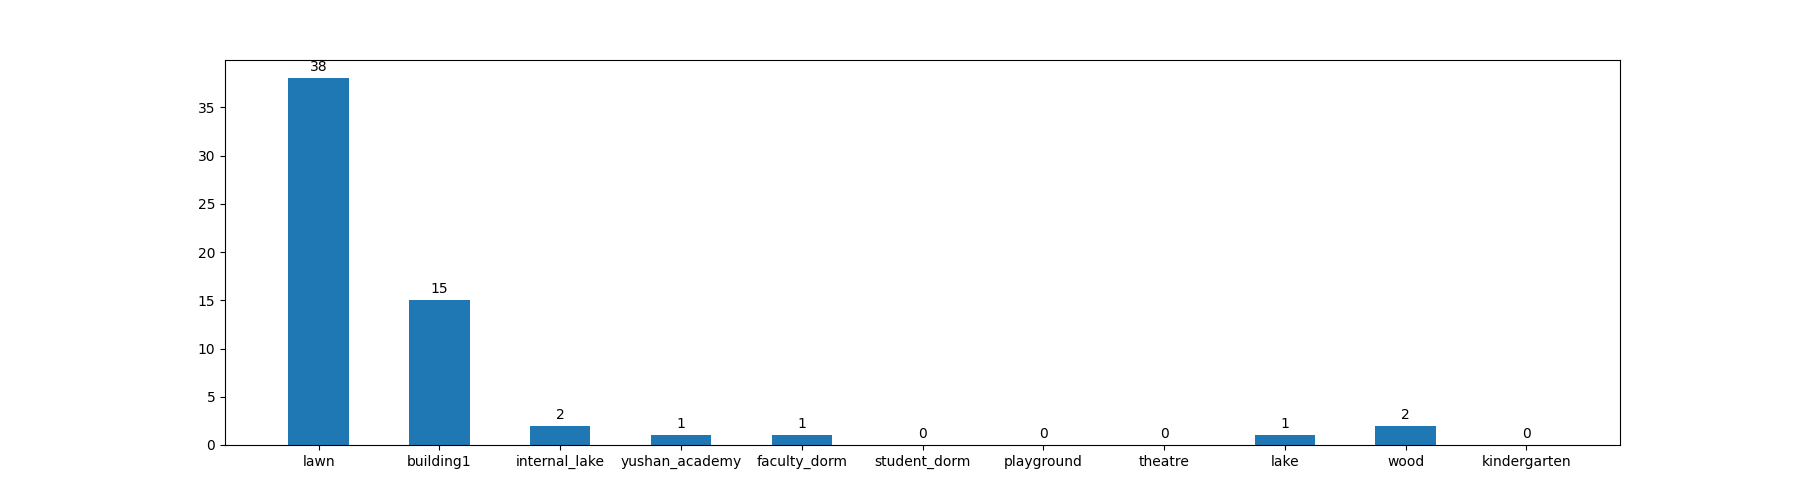 38
35
30
25
20
15
10
5
0
15
2
1
1
0
0
0
1
2
0
lawn
building1
internal_lake
yushan_academy
faculty_dorm
student_dorm
playground
theatre
lake
wood
kindergarten